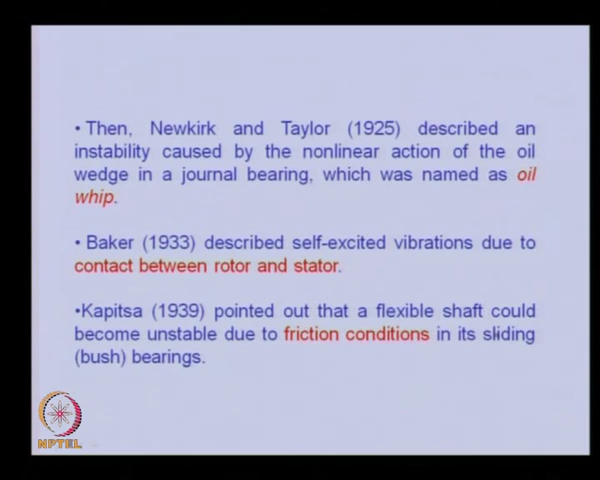 • Then, Newkirk and Taylor (1925) described an
instability caused by the nonlinear action of the oil
wedge in a journal bearing, which was named as oil
whip.
• Baker (1933) described self-excited vibrations due to
contact between rotor and stator.
•Kapitsa (1939) pointed out that a flexible shaft could
become unstable due to friction conditions in its sliding
(bush) bearings.
NPTEL